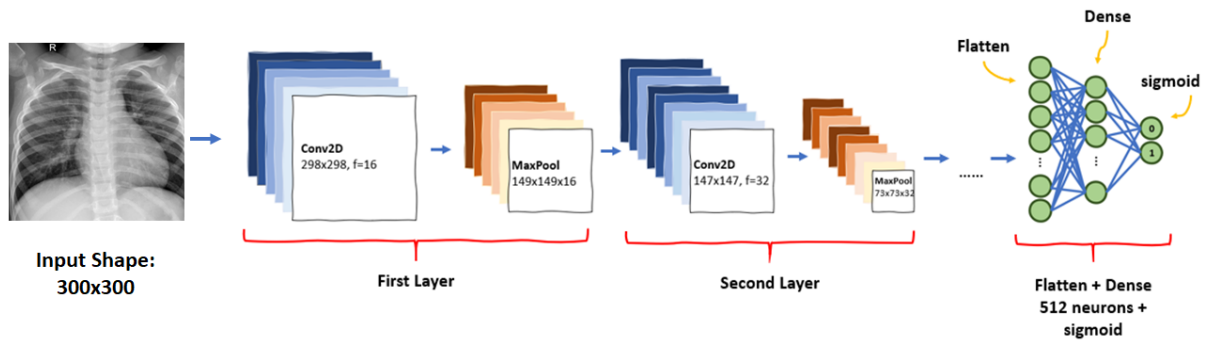 R
Input Shape:
300x300
Conv2D
298x298, f=16
MaxPool
149x149x16
First Layer
Conv2D
147x147, f=32
MaxPool
73x73x32
Second Layer
......
Flatten
Dense
sigmoid
0
1
Flatten + Dense
512 neurons +
sigmoid